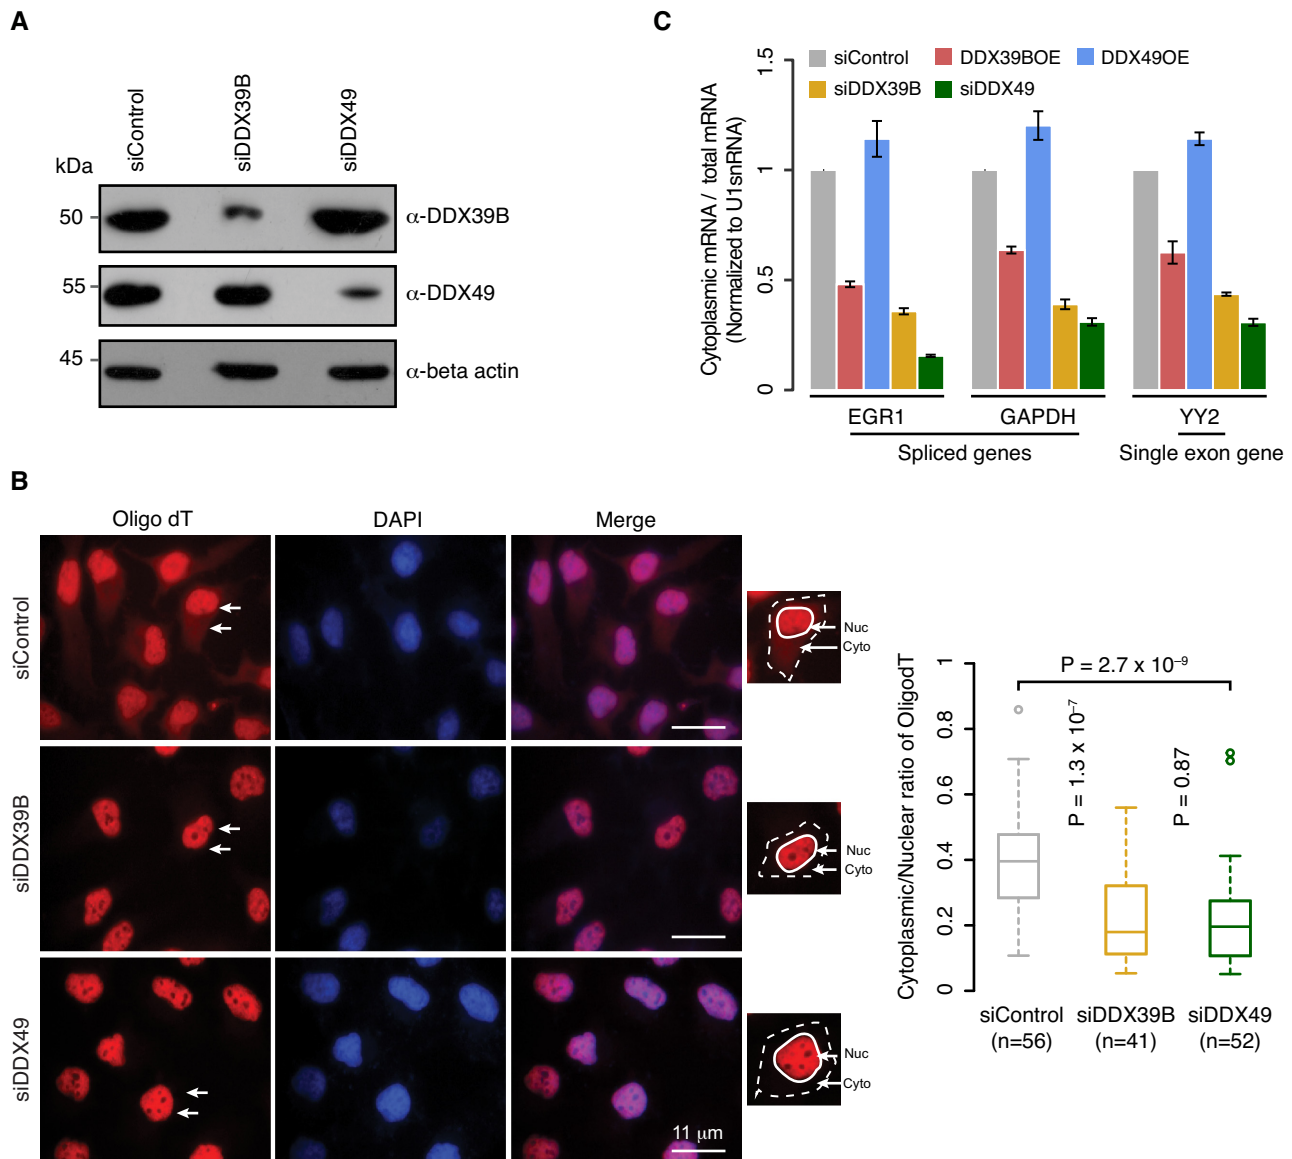 A
siControl
siDDX39B
siDDX49
kDa
50
α-DDX39B
55
α-DDX49
45
α-beta actin
C
1.5
1
0.5
0
Cytoplasmic mRNA / total mRNA
(Normalized to U1snRNA)
siControl
DDX39BOE
DDX49OE
siDDX39B
siDDX49
EGR1
GAPDH
YY2
Spliced genes
Single exon gene
B
Oligo dT
DAPI
Merge
siControl
Nuc
Cyto
siDDX39B
Nuc
Cyto
siDDX49
11 μm
Nuc
Cyto
Cytoplasmic/Nuclear ratio of OligodT
1
0.8
0.6
0.4
0.2
0
P = 2.7 x 10⁻⁹
P = 1.3 x 10⁻⁷
P = 0.87
siControl
(n=56)
siDDX39B
(n=41)
siDDX49
(n=52)